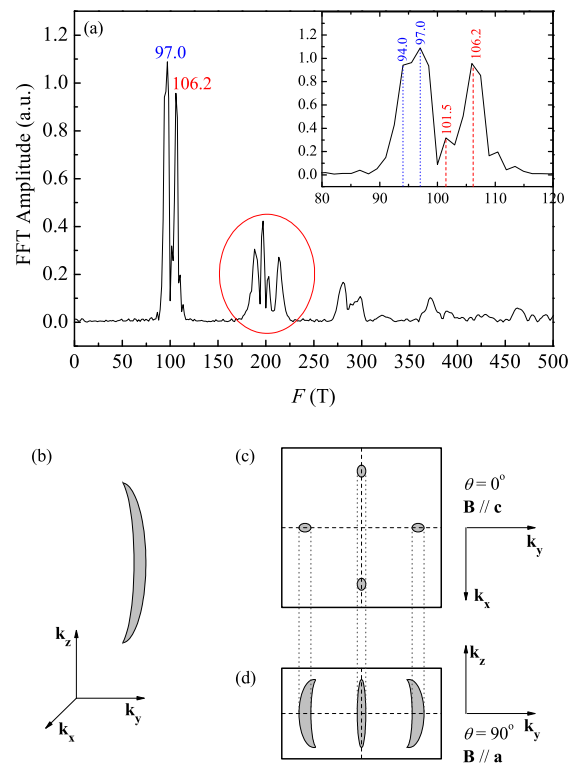 (a)
97.0
106.2
FFT Amplitude (a.u.)
1.2
1.0
0.8
0.6
0.4
0.2
0.0
0 50 100 150 200 250 300 350 400 450 500
F (T)
1.2
1.0
0.8
0.6
0.4
0.2
0.0
94.0
97.0
101.5
106.2
80 90 100 110 120
(b)
k_z
k_y
k_x
(c)
θ = 0°
B // c
k_y
k_x
(d)
k_z
k_y
θ = 90°
B // a